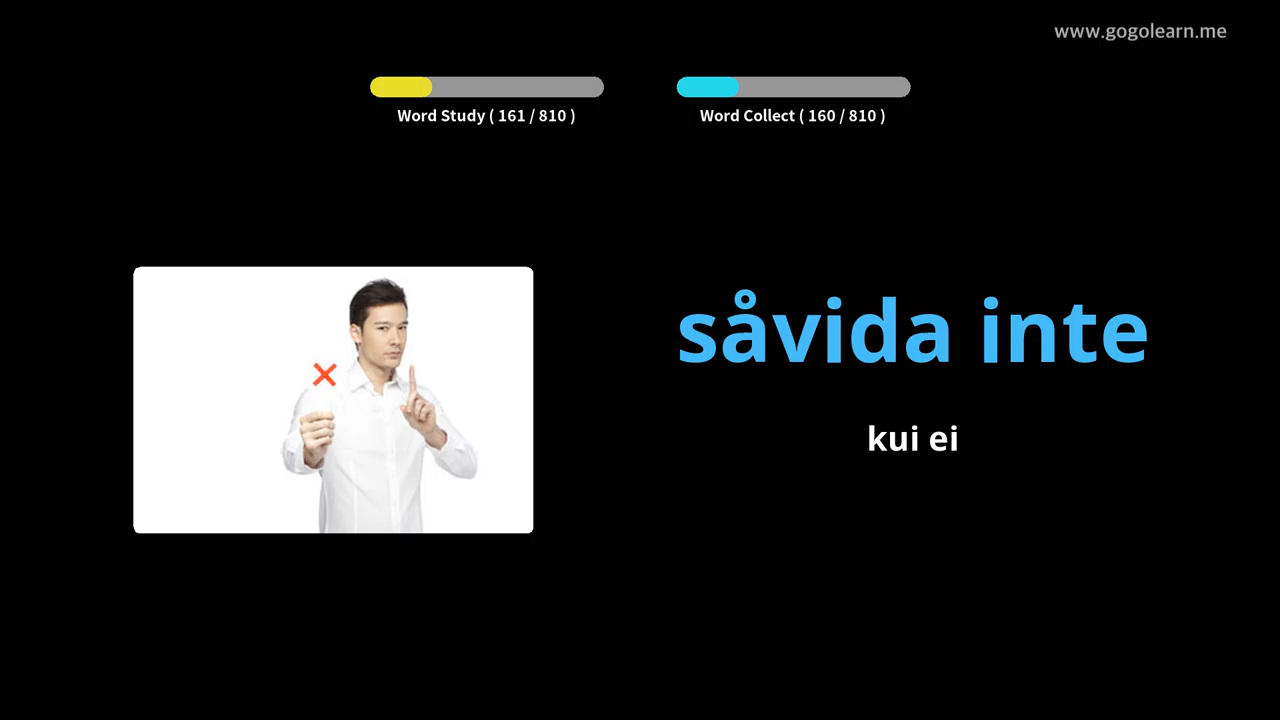 www.gogolearn.me
Word Study ( 161 / 810 )
Word Collect ( 160 / 810 )
såvida inte
kui ei